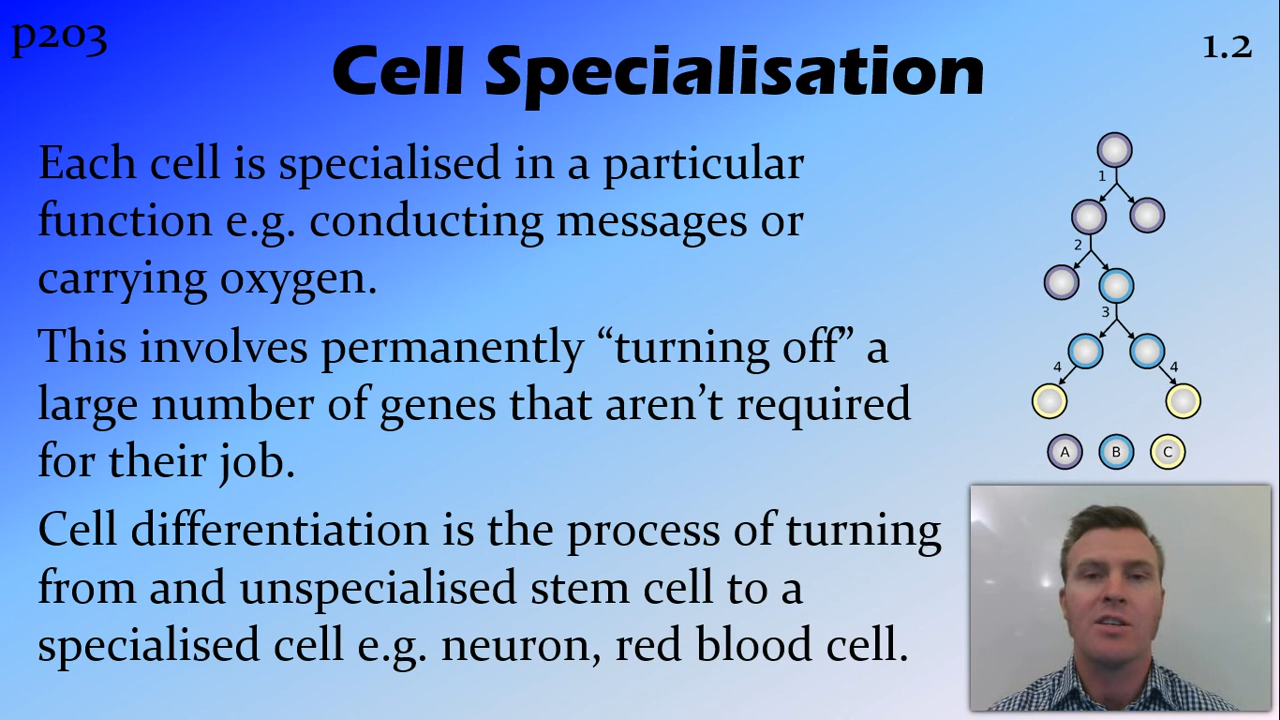 p203
Cell Specialisation
1.2
Each cell is specialised in a particular
function e.g. conducting messages or
carrying oxygen.
This involves permanently “turning off” a
large number of genes that aren’t required
for their job.
Cell differentiation is the process of turning
from and unspecialised stem cell to a
specialised cell e.g. neuron, red blood cell.
1
2
3
4 4
A B C